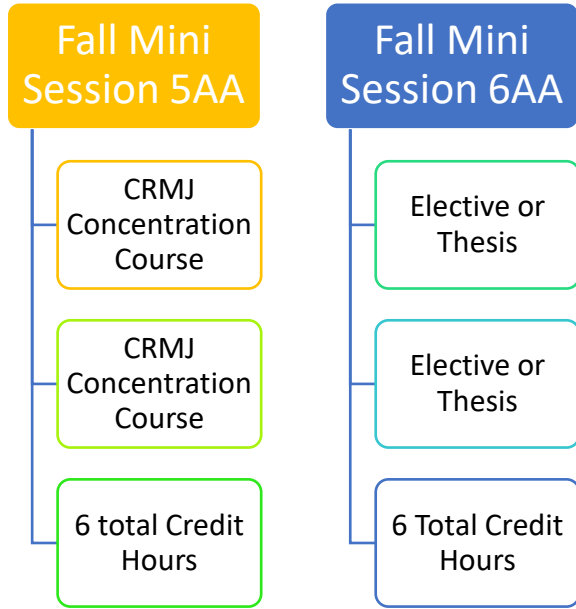 Fall Mini
Session 5AA
CRMJ
Concentration
Course
CRMJ
Concentration
Course
6 total Credit
Hours
Fall Mini
Session 6AA
Elective or
Thesis
Elective or
Thesis
6 Total Credit
Hours